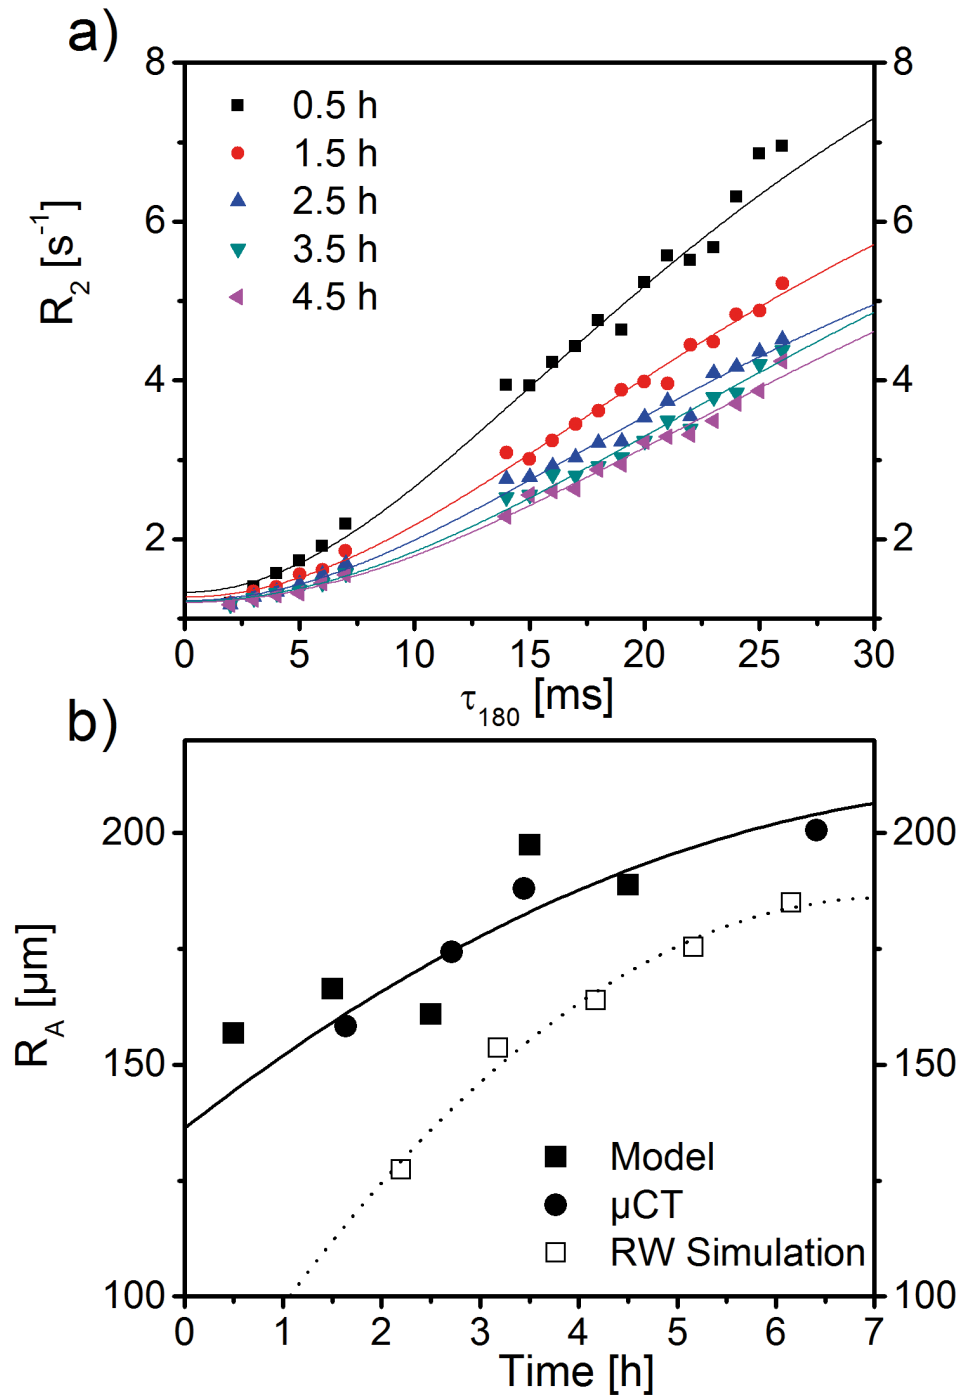 a)
8
8
0.5 h
1.5 h
2.5 h
3.5 h
4.5 h
6
6
R2 [s-1]
4
4
2
2
0 5 10 15 20 25 30
τ180 [ms]
b)
200
200
RA [µm]
150
150
Model
µCT
RW Simulation
100
100
0 1 2 3 4 5 6 7
Time [h]